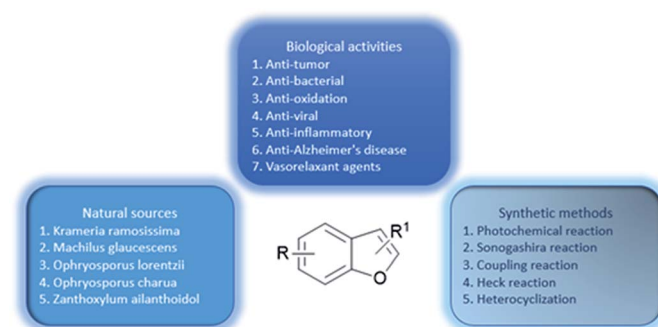 Biological activities
1. Anti-tumor
2. Anti-bacterial
3. Anti-oxidation
4. Anti-viral
5. Anti-inflammatory
6. Anti-Alzheimer's disease
7. Vasorelaxant agents
Natural sources
1. Krameria ramosissima
2. Machilus glaucescens
3. Ophryosporus lorentzii
4. Ophryosporus charua
5. Zanthoxylum ailanthoidol
R
R¹
O
Synthetic methods
1. Photochemical reaction
2. Sonogashira reaction
3. Coupling reaction
4. Heck reaction
5. Heterocyclization